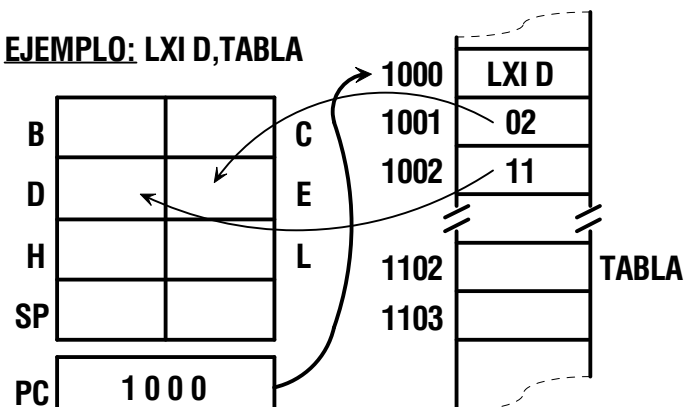 EJEMPLO: LXI D,TABLA
B C
D E
H L
SP
PC 1000
1000 LXI D
1001 02
1002 11
1102 TABLA
1103